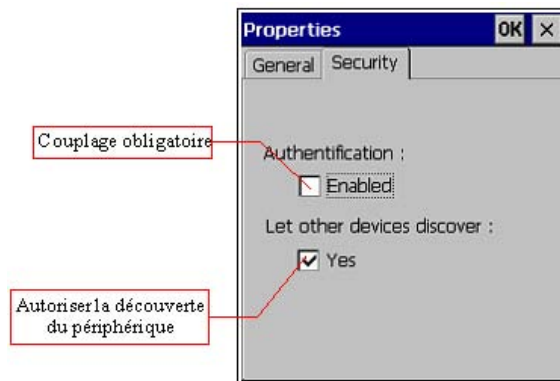 Properties OK ×
General Security
Couplage obligatoire
Authentification :
Enabled
Let other devices discover :
Yes
Autoriser la découverte
du périphérique